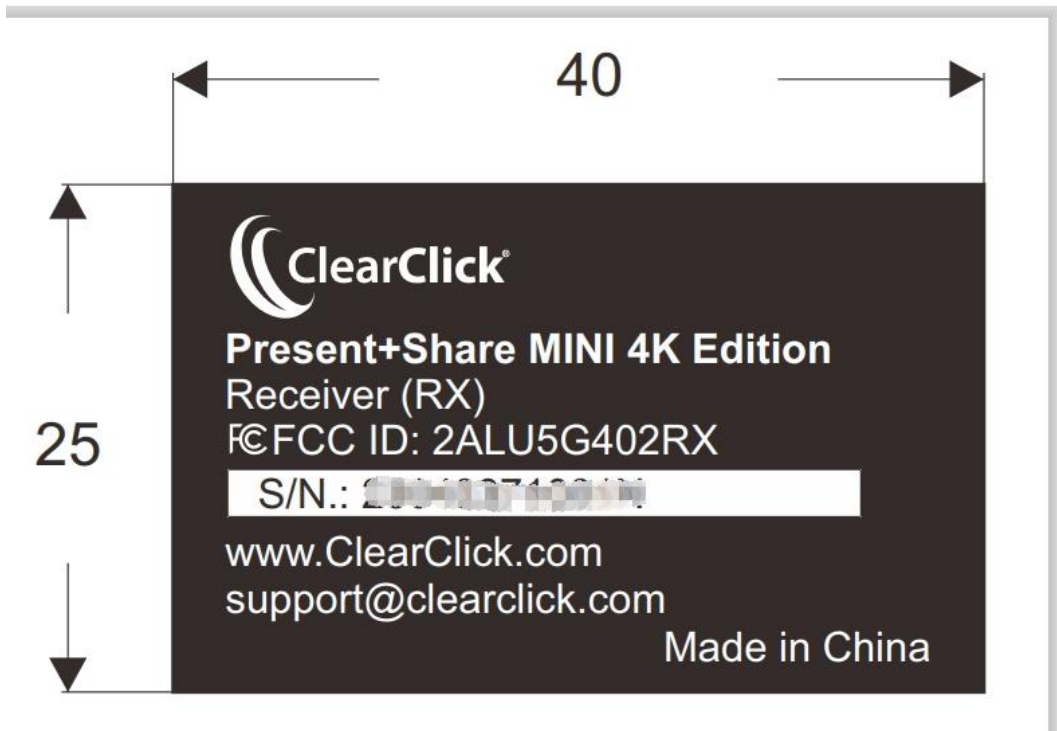 40
25
ClearClick®
Present+Share MINI 4K Edition
Receiver (RX)
FC FCC ID: 2ALU5G402RX
S/N.:
www.ClearClick.com
support@clearclick.com
Made in China